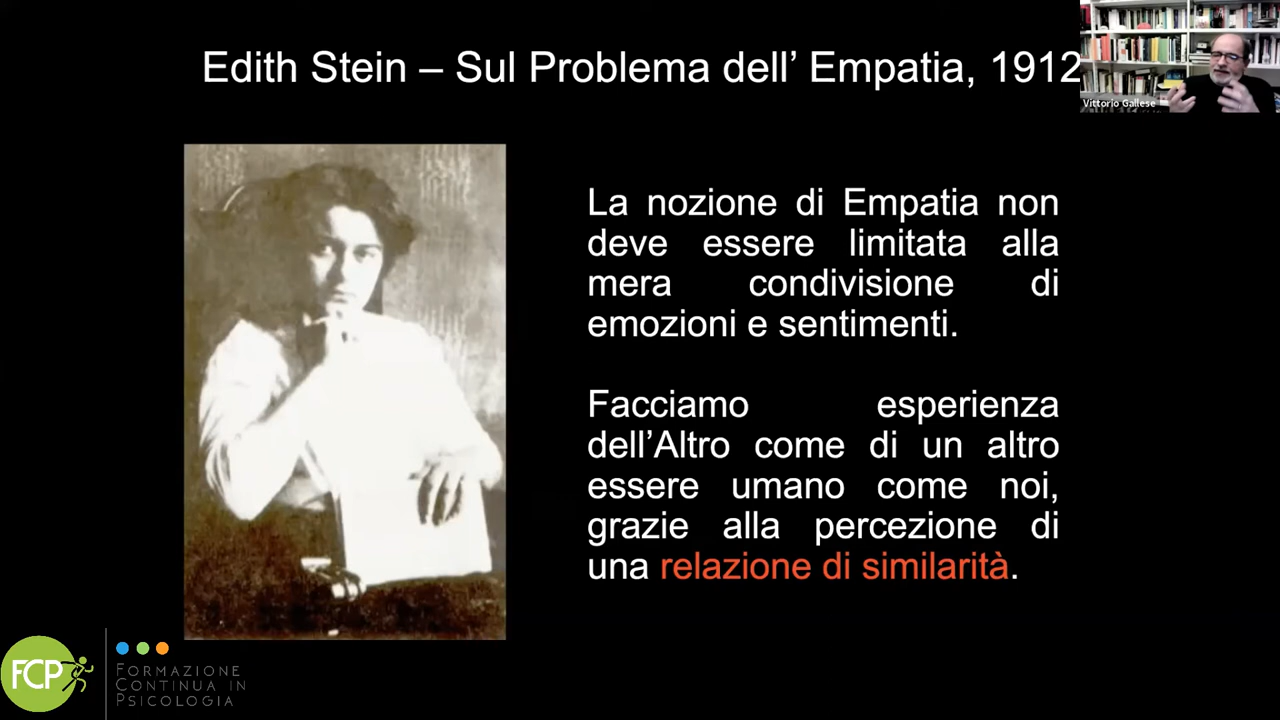 Edith Stein – Sul Problema dell’ Empatia, 1912
Vittorio Gallese
La nozione di Empatia non
deve essere limitata alla
mera condivisione di
emozioni e sentimenti.
Facciamo esperienza
dell’Altro come di un altro
essere umano come noi,
grazie alla percezione di
una relazione di similarità.
FCP
FORMAZIONE
CONTINUA IN
PSICOLOGIA